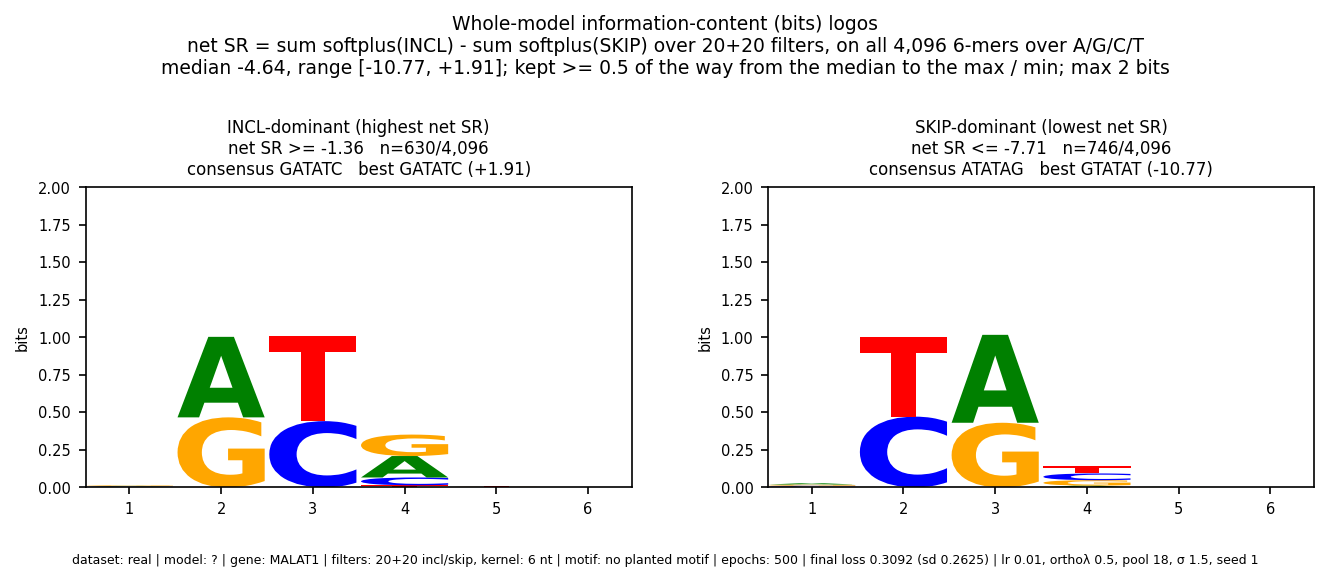 Whole-model information-content (bits) logos
net SR = sum softplus(INCL) - sum softplus(SKIP) over 20+20 filters, on all 4,096 6-mers over A/G/C/T
median -4.64, range [-10.77, +1.91]; kept >= 0.5 of the way from the median to the max / min; max 2 bits
INCL-dominant (highest net SR)
net SR >= -1.36   n=630/4,096
consensus GATATC   best GATATC (+1.91)
2.00
1.75
1.50
1.25
1.00
0.75
0.50
0.25
0.00
bits
A
G
T
C
G
A
C
1 2 3 4 5 6
SKIP-dominant (lowest net SR)
net SR <= -7.71   n=746/4,096
consensus ATATAG   best GTATAT (-10.77)
2.00
1.75
1.50
1.25
1.00
0.75
0.50
0.25
0.00
bits
T
C
A
G
T
C
G
1 2 3 4 5 6
dataset: real | model: ? | gene: MALAT1 | filters: 20+20 incl/skip, kernel: 6 nt | motif: no planted motif | epochs: 500 | final loss 0.3092 (sd 0.2625) | lr 0.01, orthoλ 0.5, pool 18, σ 1.5, seed 1